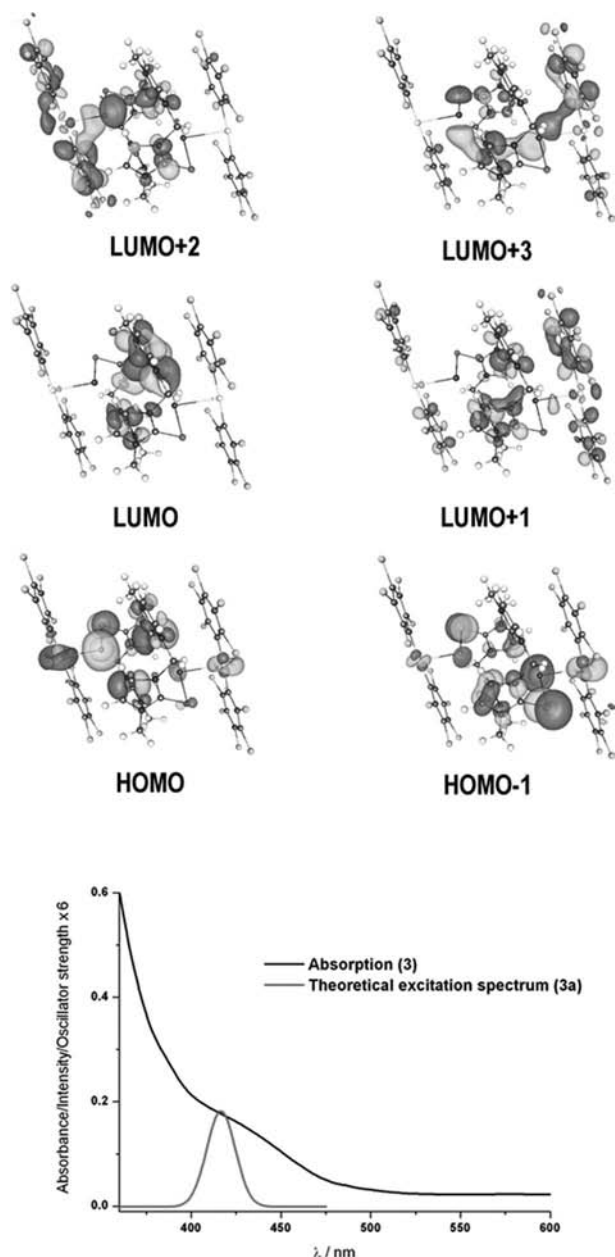 LUMO+2
LUMO+3
LUMO
LUMO+1
HOMO
HOMO-1
Absorbance/Intensity/Oscillator strength x 6
0.6
0.4
0.2
0.0
Absorption (3)
Theoretical excitation spectrum (3a)
400
450
500
550
600
λ / nm